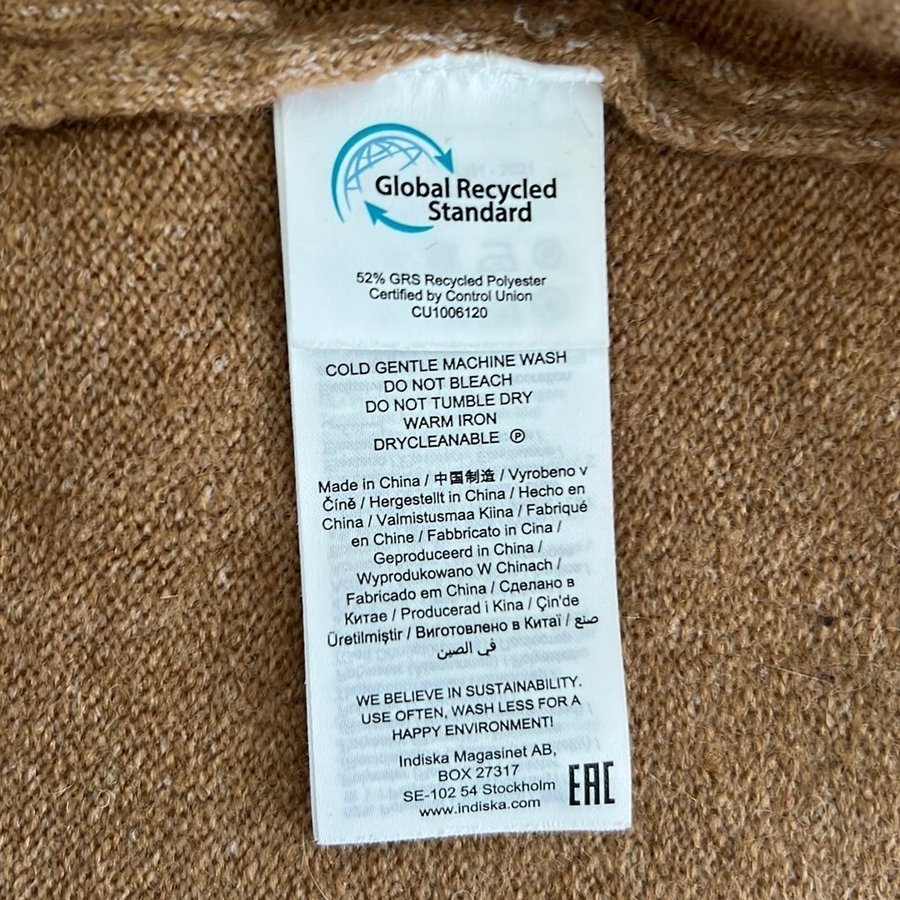 Global Recycled
Standard
52% GRS Recycled Polyester
Certified by Control Union
CU1006120
COLD GENTLE MACHINE WASH
DO NOT BLEACH
DO NOT TUMBLE DRY
WARM IRON
DRYCLEANABLE Ⓟ
Made in China / 中国制造 / Vyrobeno v
Číně / Hergestellt in China / Hecho en
China / Valmistusmaa Kiina / Fabriqué
en Chine / Fabbricato in Cina /
Geproduceerd in China /
Wyprodukowano W Chinach /
Fabricado em China / Сделано в
Китае / Producerad i Kina / Çin'de
Üretilmiştir / Виготовлено в Китаї / صنع
في الصين
WE BELIEVE IN SUSTAINABILITY.
USE OFTEN, WASH LESS FOR A
HAPPY ENVIRONMENT!
Indiska Magasinet AB,
BOX 27317
SE-102 54 Stockholm
www.indiska.com
EAC